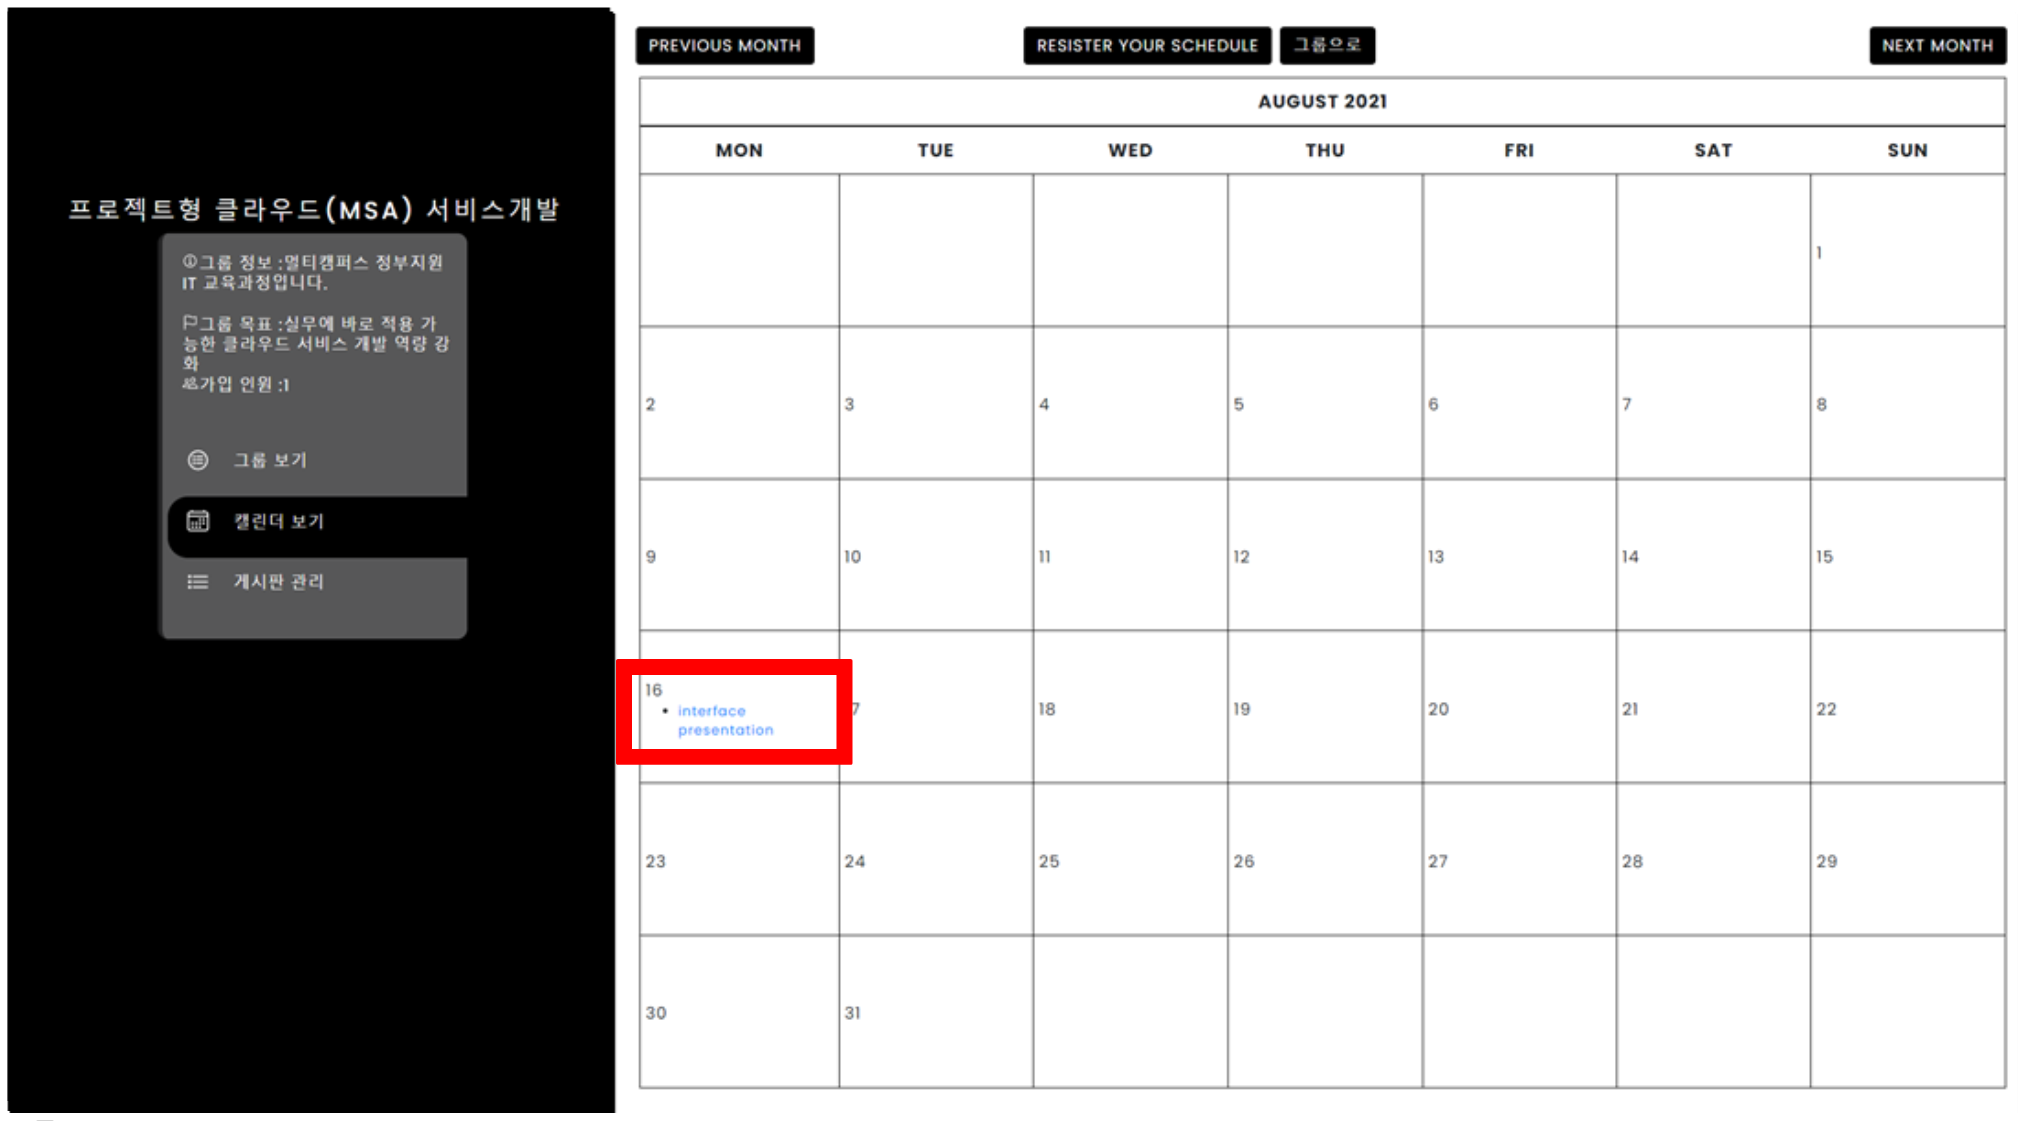 프로젝트형 클라우드(MSA) 서비스개발
그룹 정보 :멀티캠퍼스 정부지원
IT 교육과정입니다.
그룹 목표 :실무에 바로 적용 가
능한 클라우드 서비스 개발 역량 강
화
가입 인원 :1
그룹 보기
캘린더 보기
게시판 관리
PREVIOUS MONTH
RESISTER YOUR SCHEDULE
그룹으로
NEXT MONTH
AUGUST 2021
MON TUE WED THU FRI SAT SUN
1
2 3 4 5 6 7 8
9 10 11 12 13 14 15
16 7 18 19 20 21 22
• interface
presentation
23 24 25 26 27 28 29
30 31